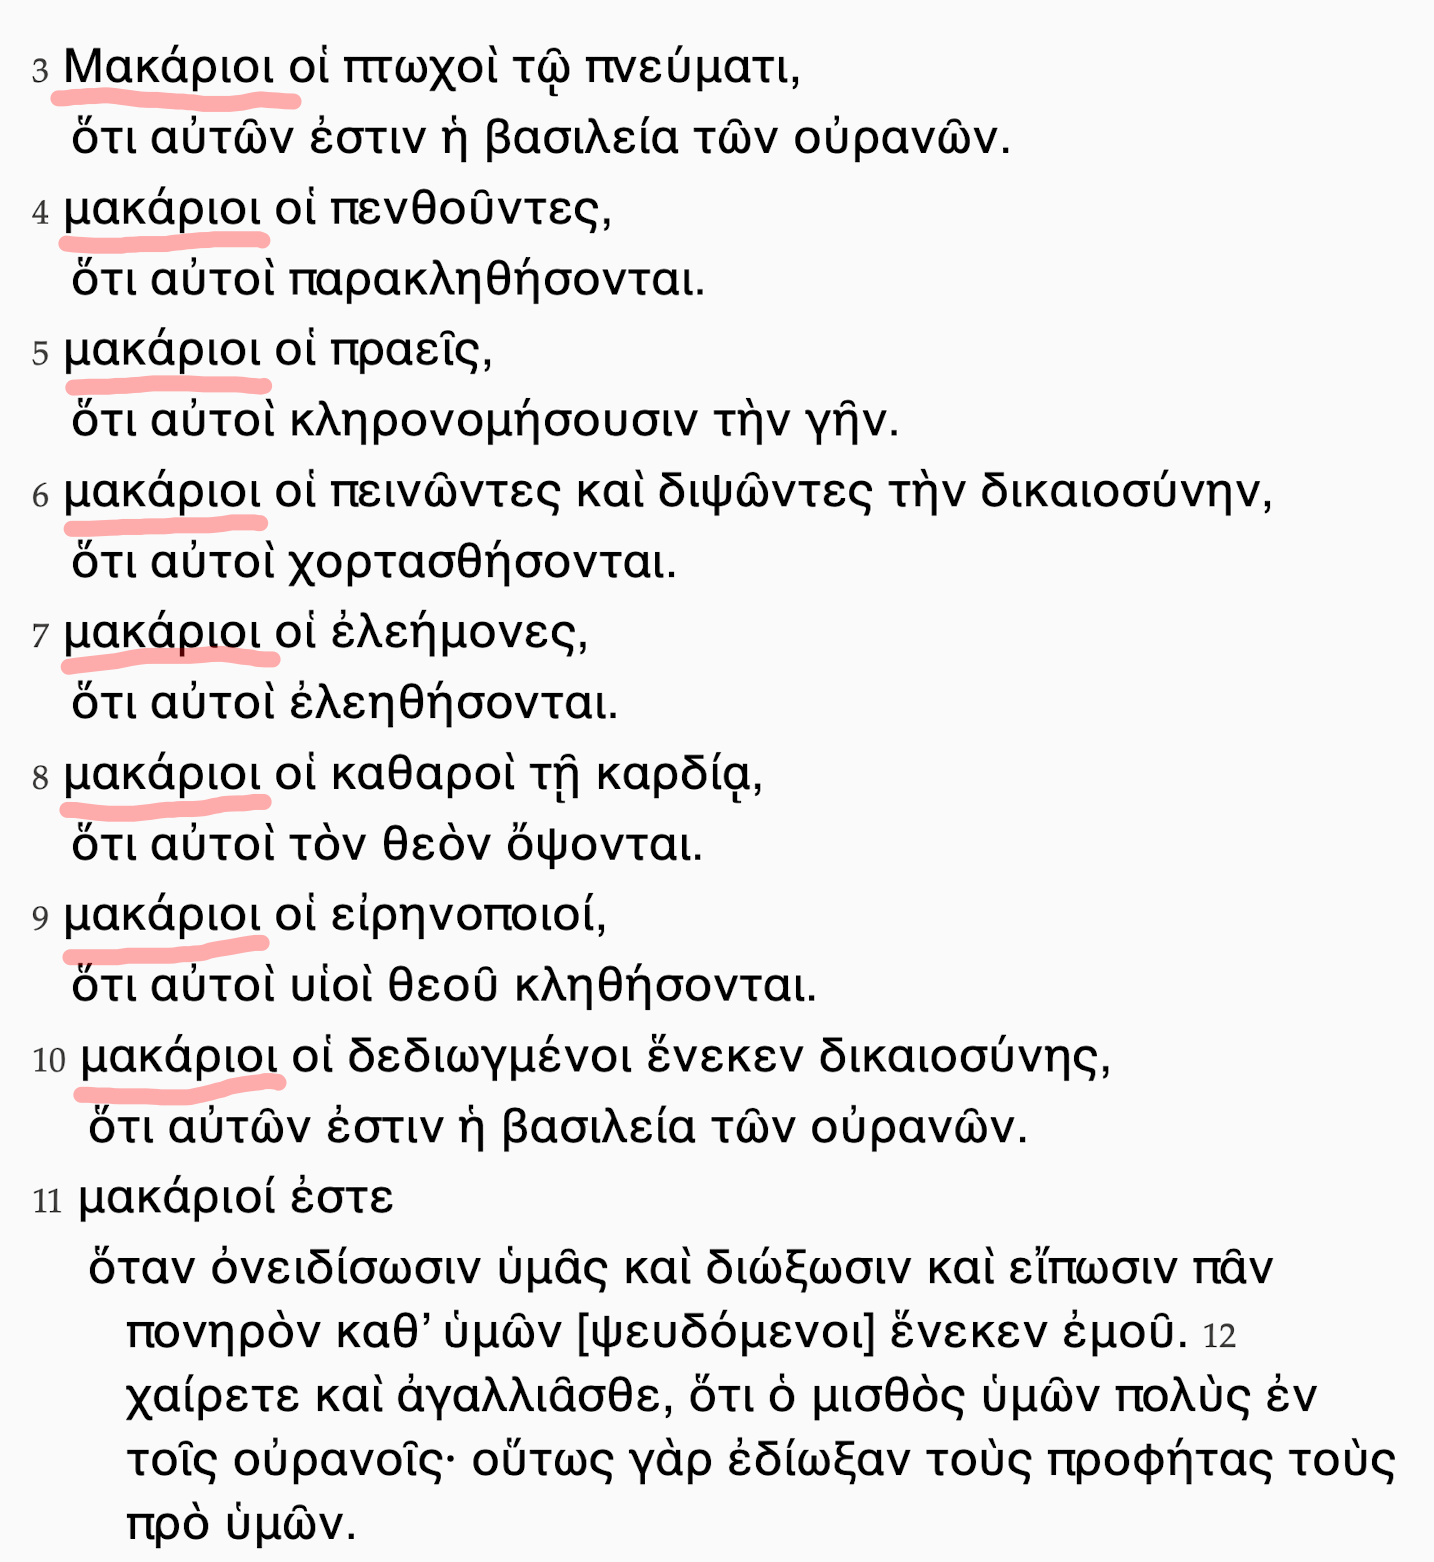 3 Μακάριοι οἱ πτωχοὶ τῷ πνεύματι,
ὅτι αὐτῶν ἐστιν ἡ βασιλεία τῶν οὐρανῶν.
4 μακάριοι οἱ πενθοῦντες,
ὅτι αὐτοὶ παρακληθήσονται.
5 μακάριοι οἱ πραεῖς,
ὅτι αὐτοὶ κληρονομήσουσιν τὴν γῆν.
6 μακάριοι οἱ πεινῶντες καὶ διψῶντες τὴν δικαιοσύνην,
ὅτι αὐτοὶ χορτασθήσονται.
7 μακάριοι οἱ ἐλεήμονες,
ὅτι αὐτοὶ ἐλεηθήσονται.
8 μακάριοι οἱ καθαροὶ τῇ καρδίᾳ,
ὅτι αὐτοὶ τὸν θεὸν ὄψονται.
9 μακάριοι οἱ εἰρηνοποιοί,
ὅτι αὐτοὶ υἱοὶ θεοῦ κληθήσονται.
10 μακάριοι οἱ δεδιωγμένοι ἕνεκεν δικαιοσύνης,
ὅτι αὐτῶν ἐστιν ἡ βασιλεία τῶν οὐρανῶν.
11 μακάριοί ἐστε
ὅταν ὀνειδίσωσιν ὑμᾶς καὶ διώξωσιν καὶ εἴπωσιν πᾶν
πονηρὸν καθ’ ὑμῶν [ψευδόμενοι] ἕνεκεν ἐμοῦ. 12
χαίρετε καὶ ἀγαλλιᾶσθε, ὅτι ὁ μισθὸς ὑμῶν πολὺς ἐν
τοῖς οὐρανοῖς· οὕτως γὰρ ἐδίωξαν τοὺς προφήτας τοὺς
πρὸ ὑμῶν.